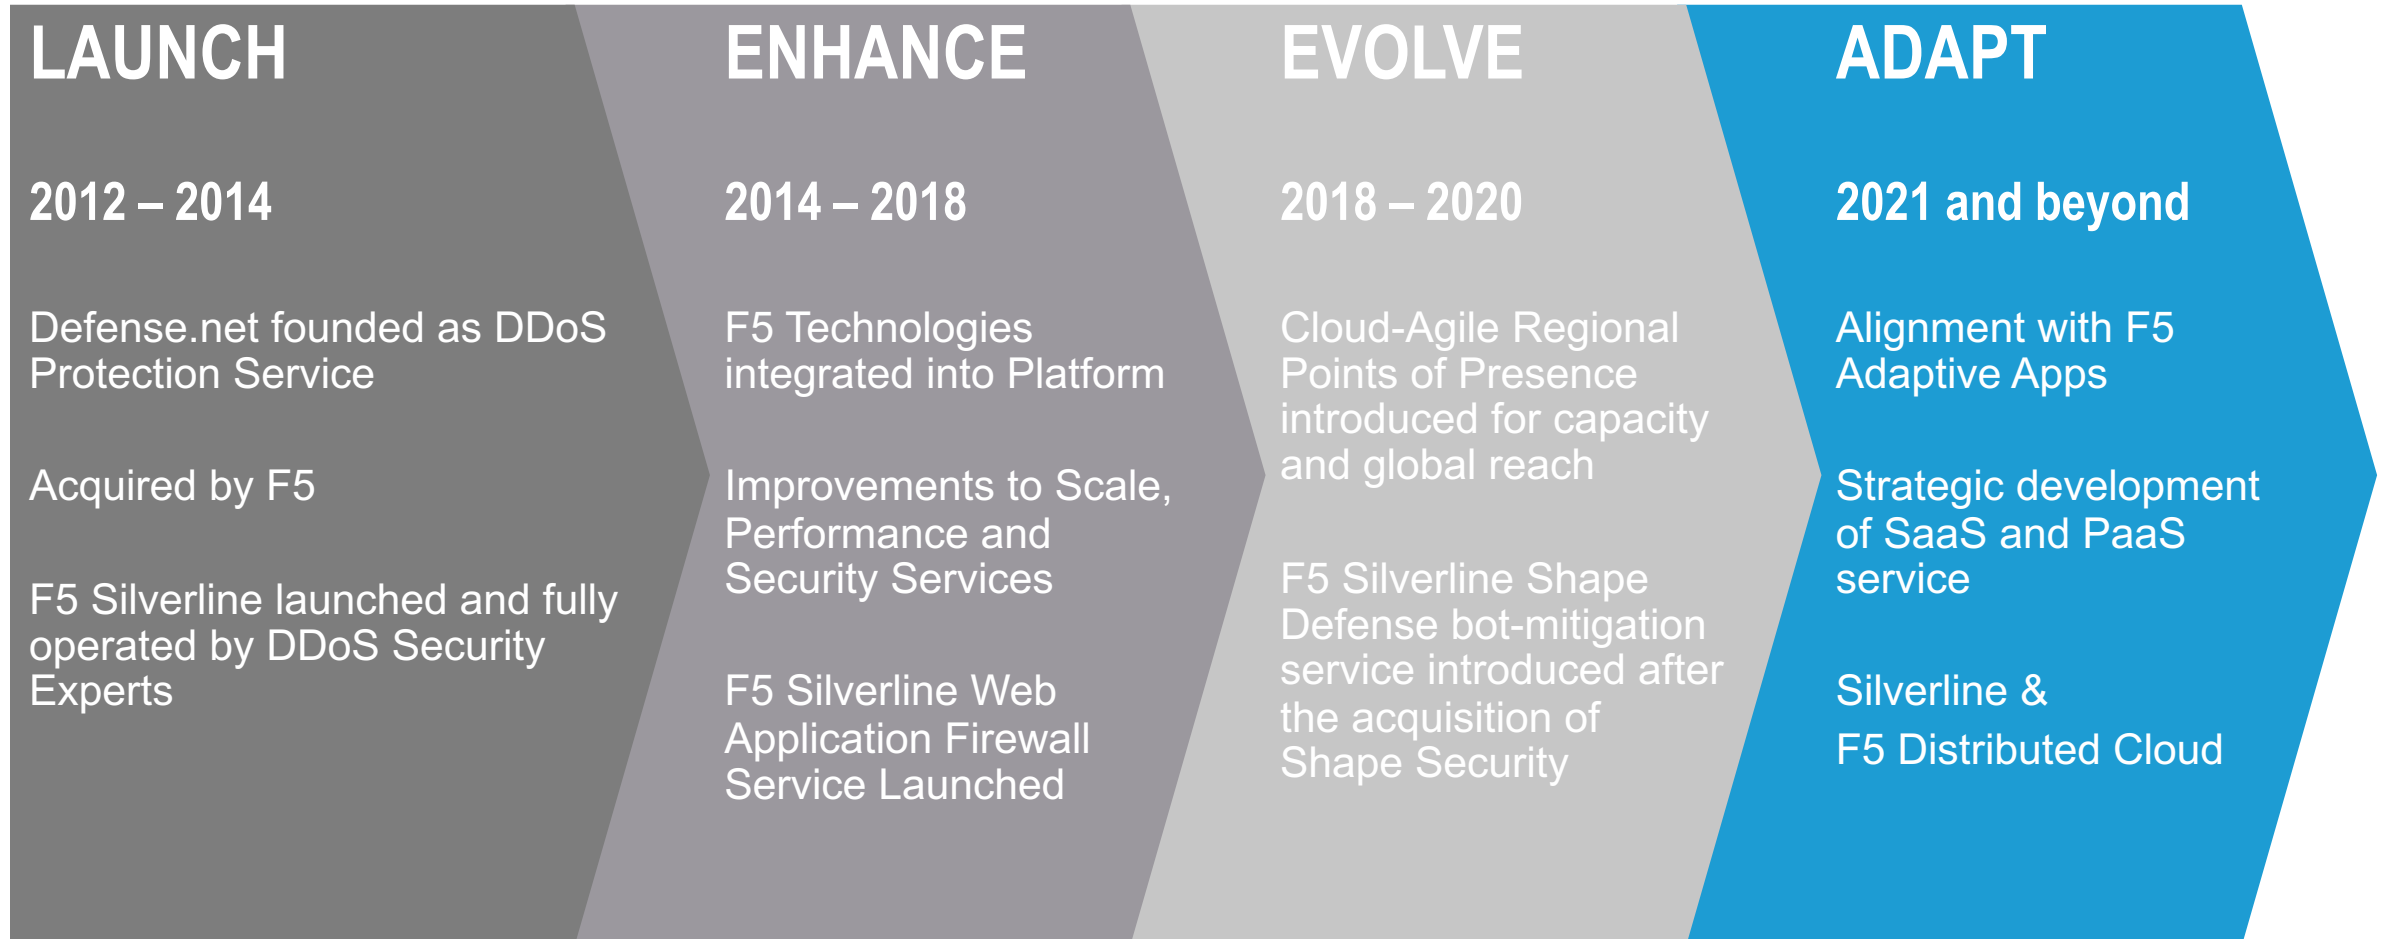 LAUNCH
2012 – 2014
Defense.net founded as DDoS
Protection Service
Acquired by F5
F5 Silverline launched and fully
operated by DDoS Security
Experts
ENHANCE
2014 – 2018
F5 Technologies
integrated into Platform
Improvements to Scale,
Performance and
Security Services
F5 Silverline Web
Application Firewall
Service Launched
EVOLVE
2018 – 2020
Cloud-Agile Regional
Points of Presence
introduced for capacity
and global reach
F5 Silverline Shape
Defense bot-mitigation
service introduced after
the acquisition of
Shape Security
ADAPT
2021 and beyond
Alignment with F5
Adaptive Apps
Strategic development
of SaaS and PaaS
service
Silverline &
F5 Distributed Cloud